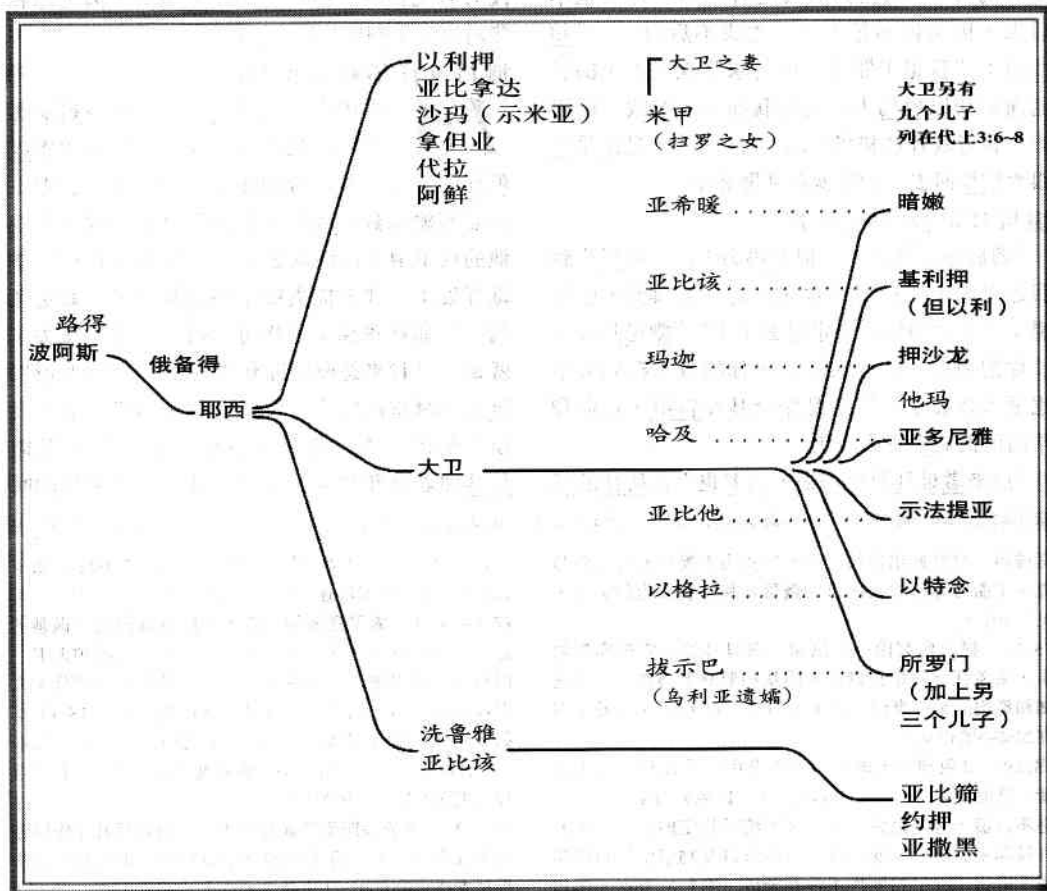 以利押
亚比拿达
沙玛（示米亚）
拿但业
代拉
阿鲜
大卫之妻
米甲
（扫罗之女）
大卫另有
九个儿子
列在代上3:6-8
亚希暖
暗嫩
亚比该
基利押
（但以利）
玛迦
押沙龙
他玛
哈及
亚多尼雅
路得
波阿斯
俄备得
耶西
大卫
亚比他
示法提亚
以格拉
以特念
拔示巴
（乌利亚遗孀）
所罗门
（加上另
三个儿子）
洗鲁雅
亚比该
亚比筛
约押
亚撒黑